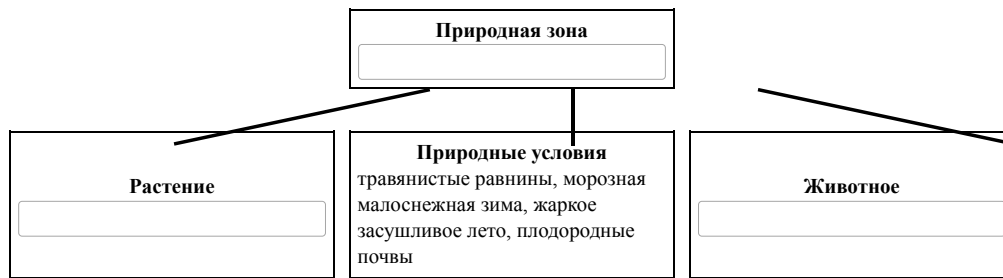 Природная зона
Растение
Природные условия
травянистые равнины, морозная
малоснежная зима, жаркое
засушливое лето, плодородные
почвы
Животное